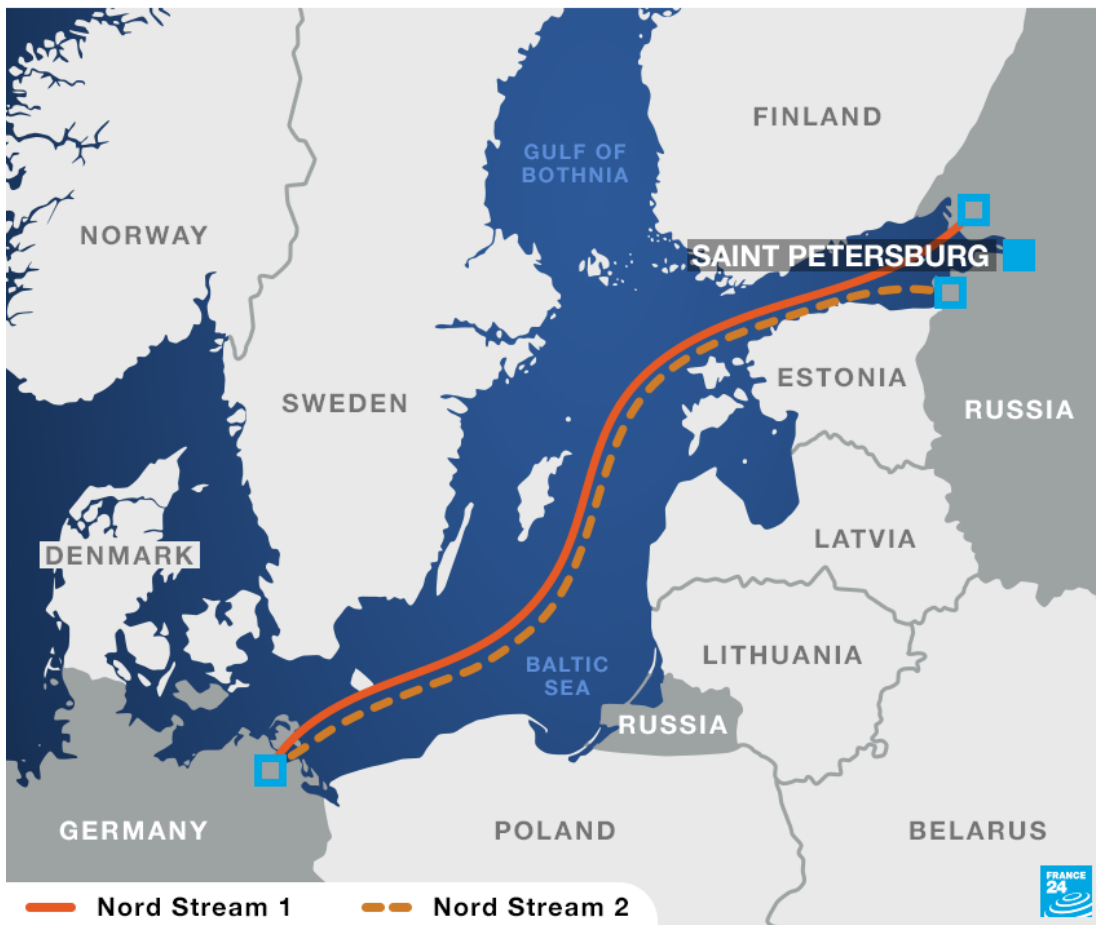 FINLAND
GULF OF
BOTHNIA
NORWAY
SAINT PETERSBURG
ESTONIA
SWEDEN
RUSSIA
LATVIA
DENMARK
LITHUANIA
BALTIC
SEA
RUSSIA
GERMANY
POLAND
BELARUS
FRANCE
24
Nord Stream 1
Nord Stream 2